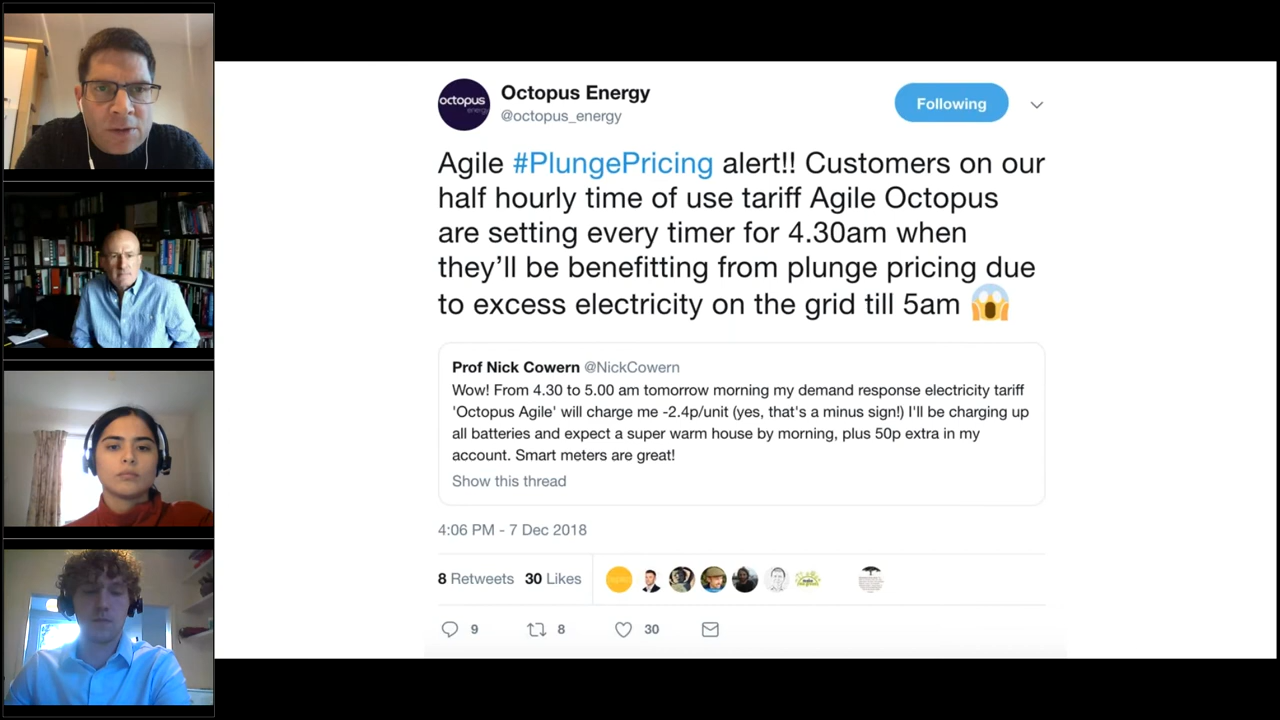 octopus
energy
Octopus Energy
@octopus_energy
Following
Agile #PlungePricing alert!! Customers on our
half hourly time of use tariff Agile Octopus
are setting every timer for 4.30am when
they’ll be benefitting from plunge pricing due
to excess electricity on the grid till 5am 😱
Prof Nick Cowern @NickCowern
Wow! From 4.30 to 5.00 am tomorrow morning my demand response electricity tariff
'Octopus Agile' will charge me -2.4p/unit (yes, that's a minus sign!) I'll be charging up
all batteries and expect a super warm house by morning, plus 50p extra in my
account. Smart meters are great!
Show this thread
4:06 PM - 7 Dec 2018
8 Retweets 30 Likes
9 8 30